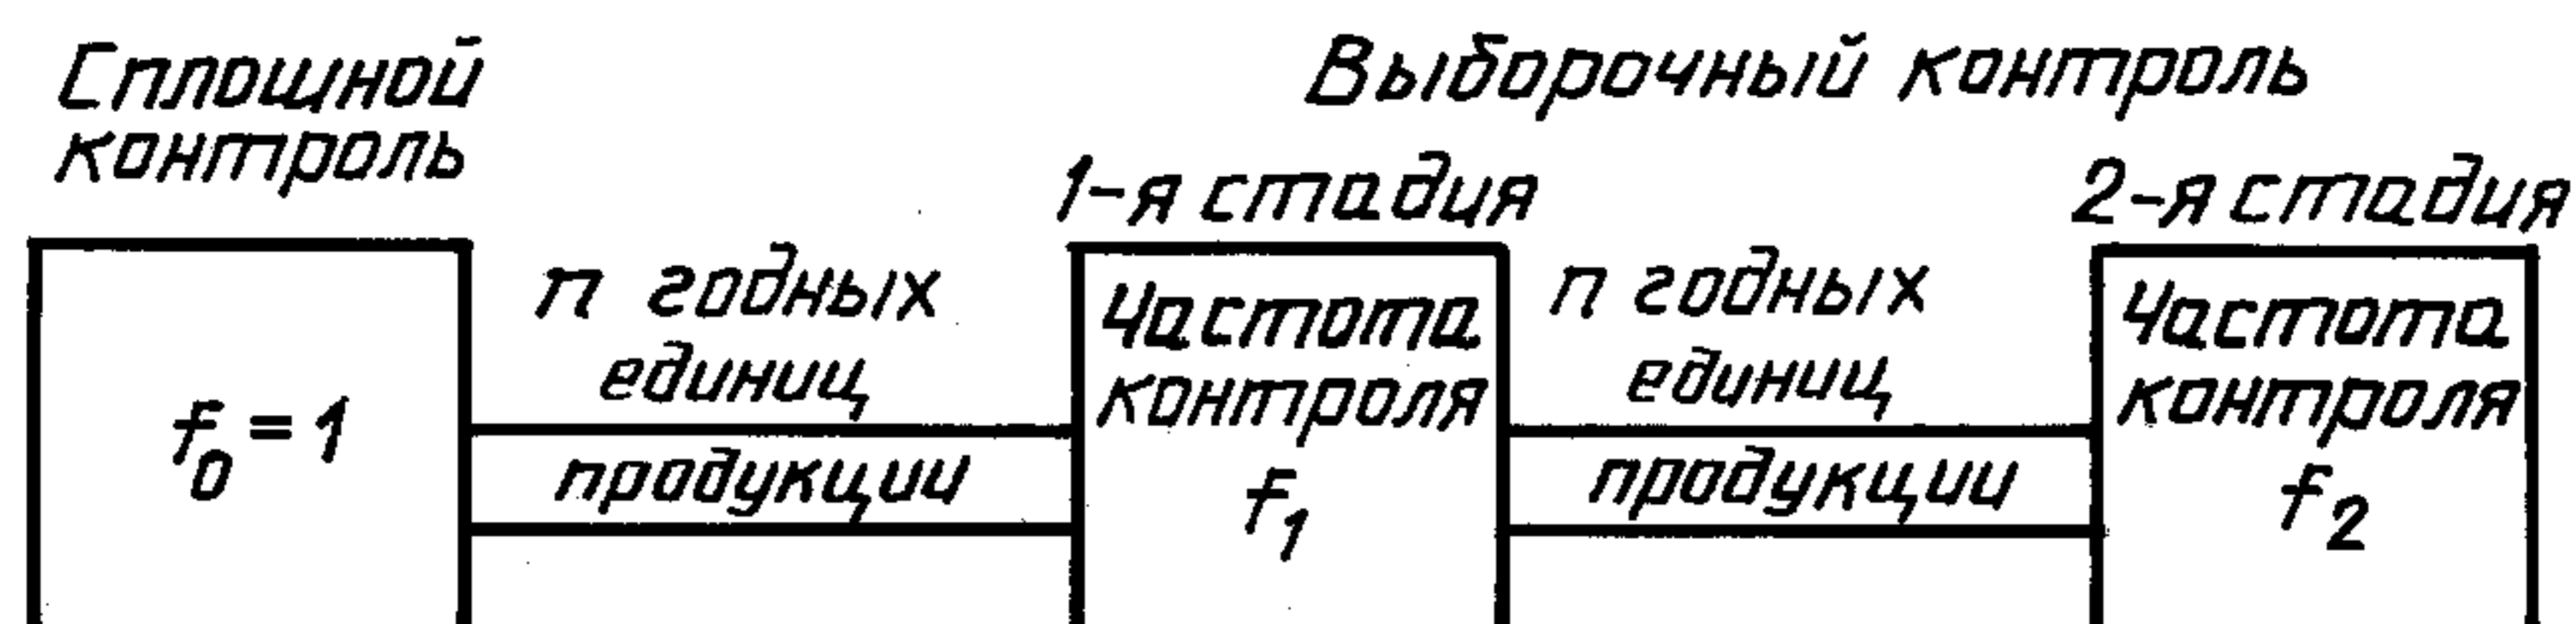 Сплошной
контроль
Выборочный контроль
1-я стадия
2-я стадия
f₀ = 1
n годных
единиц
продукции
Частота
контроля
f₁
n годных
единиц
продукции
Частота
контроля
f₂